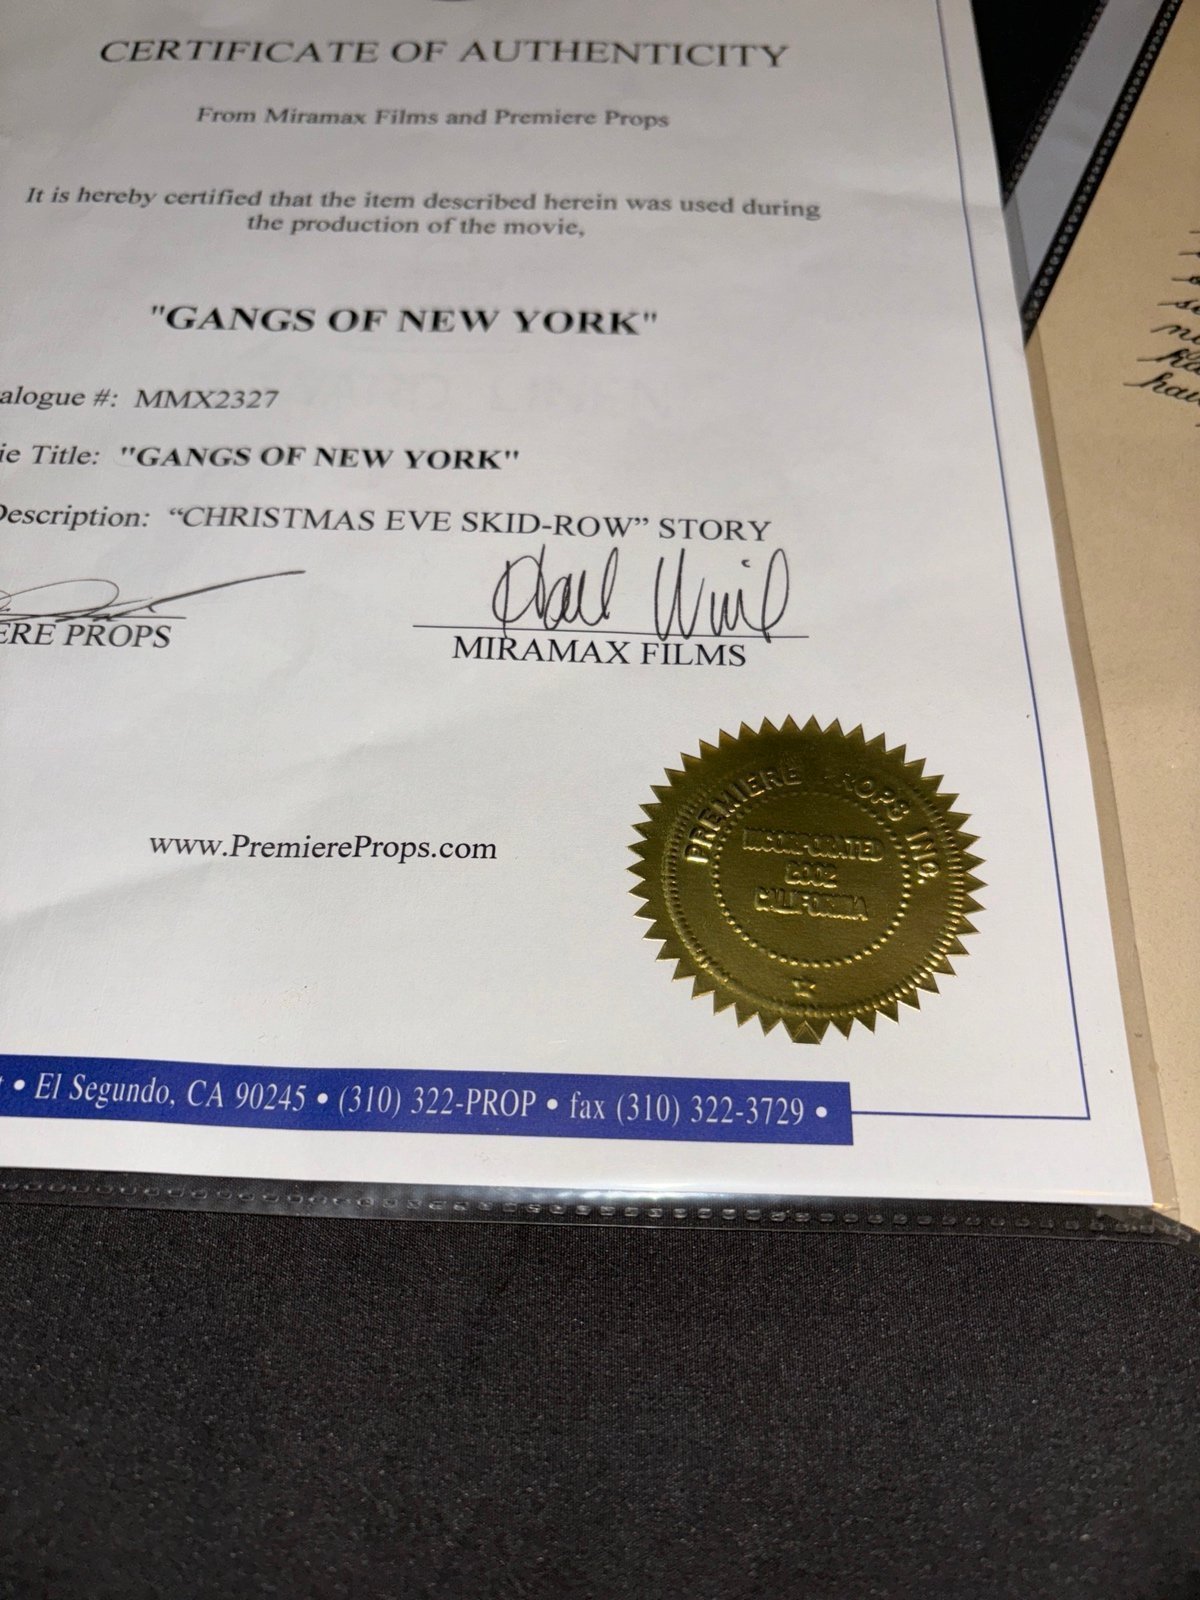 CERTIFICATE OF AUTHENTICITY
From Miramax Films and Premiere Props
It is hereby certified that the item described herein was used during
the production of the movie,
"GANGS OF NEW YORK"
alogue #: MMX2327
ie Title: "GANGS OF NEW YORK"
Description: “CHRISTMAS EVE SKID-ROW” STORY
ERE PROPS
MIRAMAX FILMS
PREMIERE PROPS INC.
INCORPORATED
2002
CALIFORNIA
www.PremiereProps.com
• El Segundo, CA 90245 • (310) 322-PROP • fax (310) 322-3729 •